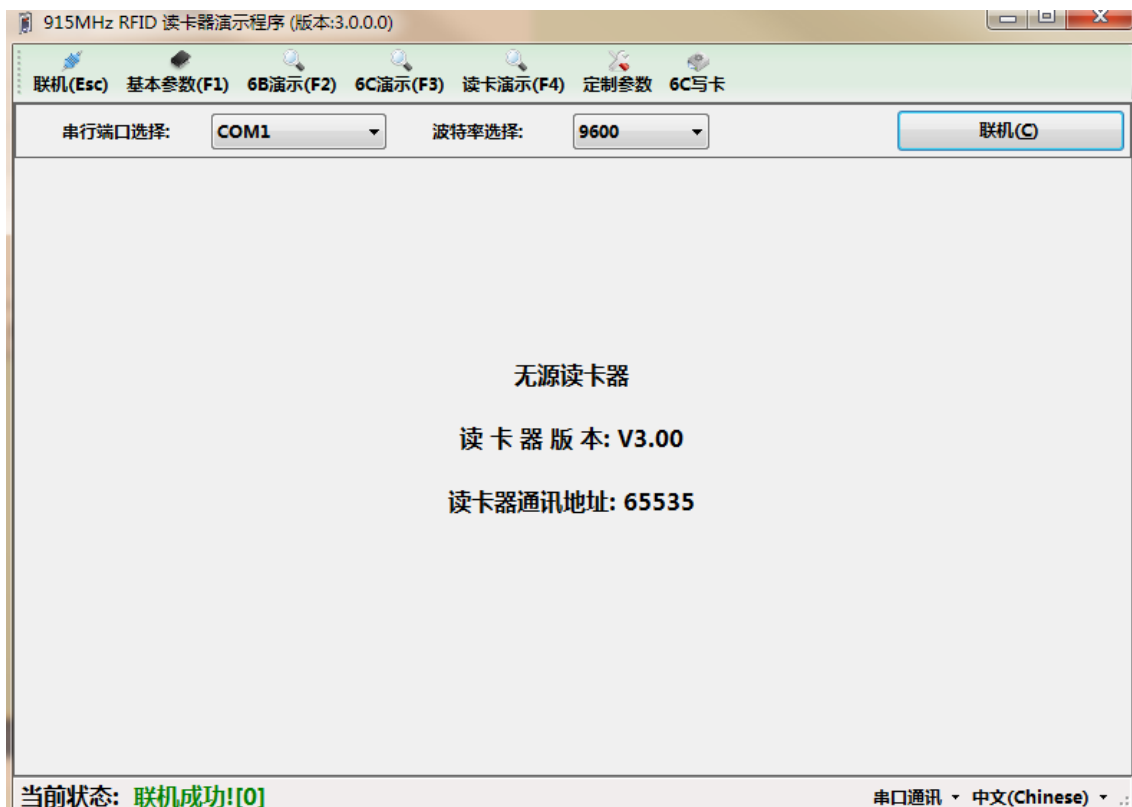 915MHz RFID 读卡器演示程序 (版本:3.0.0.0)
联机(Esc) 基本参数(F1) 6B演示(F2) 6C演示(F3) 读卡演示(F4) 定制参数 6C写卡
串行端口选择: COM1 波特率选择: 9600 联机(C)
无源读卡器
读 卡 器 版 本: V3.00
读卡器通讯地址: 65535
当前状态: 联机成功![0] 串口通讯 中文(Chinese)